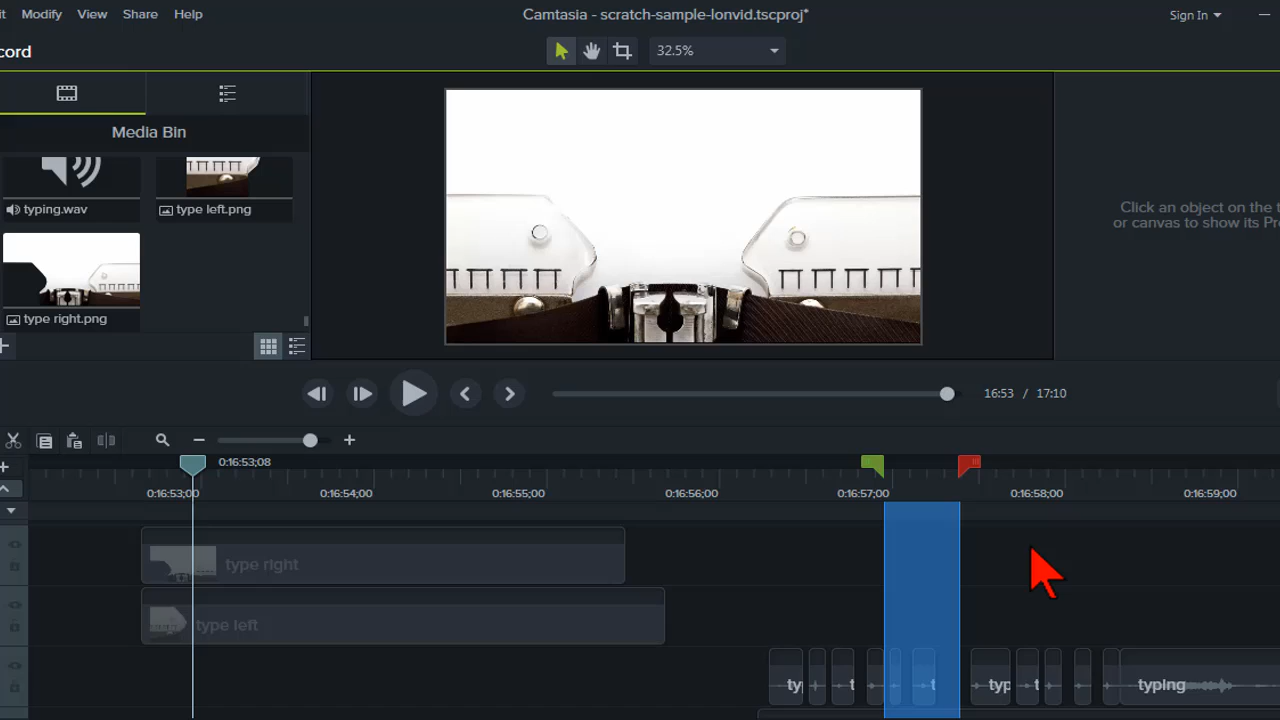 Modify View Share Help
Camtasia - scratch-sample-lonvid.tscproj*
Sign In
cord
32.5%
Media Bin
typing.wav
type left.png
type right.png
Click an object on the
or canvas to show its
16:53 / 17:10
0:16:53;08
0:16:53;00 0:16:54;00 0:16:55;00 0:16:56;00 0:16:57;00 0:16:58;00 0:16:59;00
type right
type left
typ
t
t
typ
t
typing